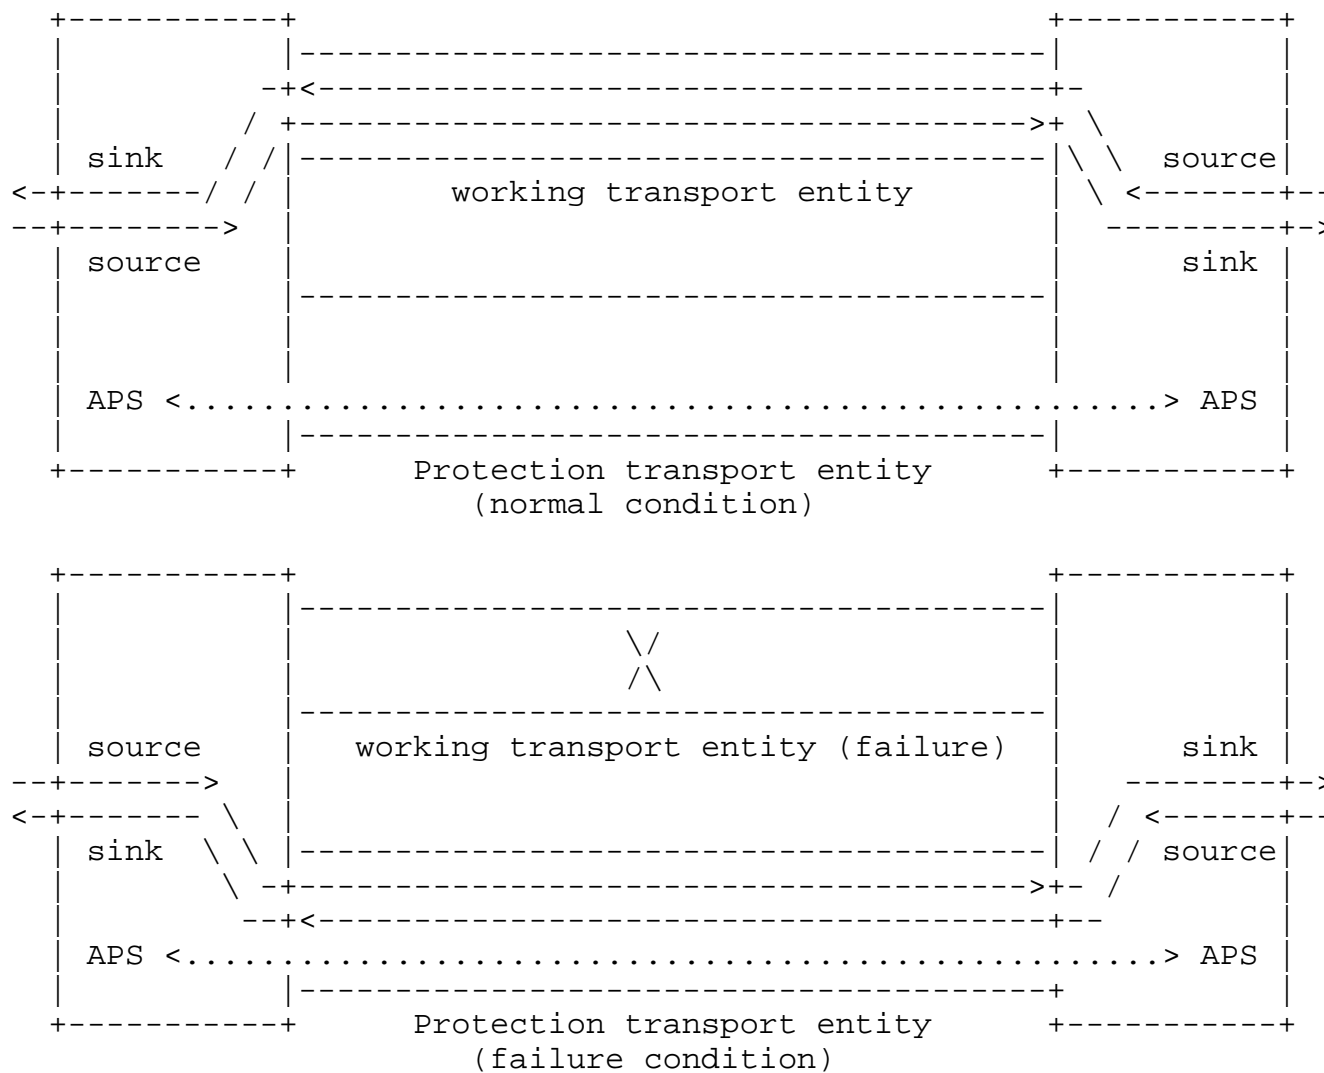 sink source
working transport entity
source sink
APS APS
Protection transport entity
(normal condition)
source working transport entity (failure) sink
sink source
APS APS
Protection transport entity
(failure condition)